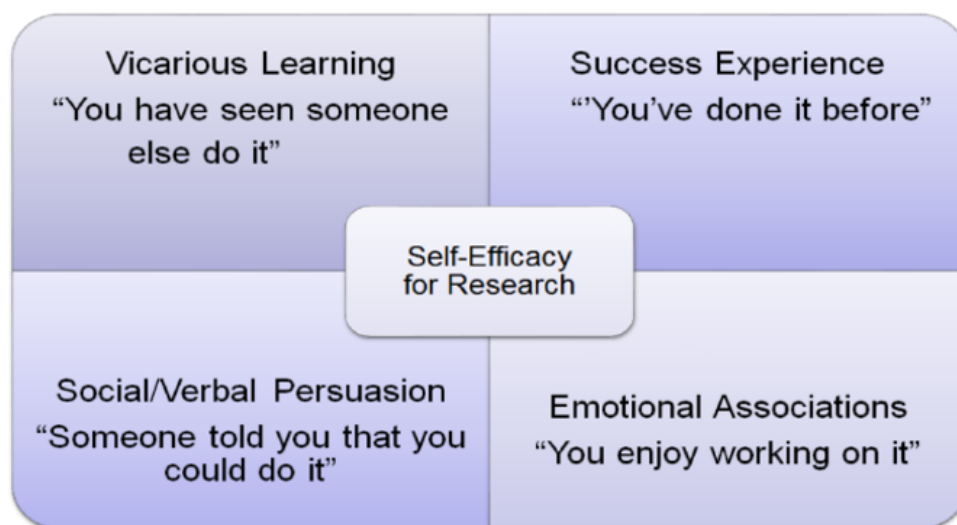 Vicarious Learning
“You have seen someone
else do it”
Success Experience
“’You’ve done it before”
Self-Efficacy
for Research
Social/Verbal Persuasion
“Someone told you that you
could do it”
Emotional Associations
“You enjoy working on it”